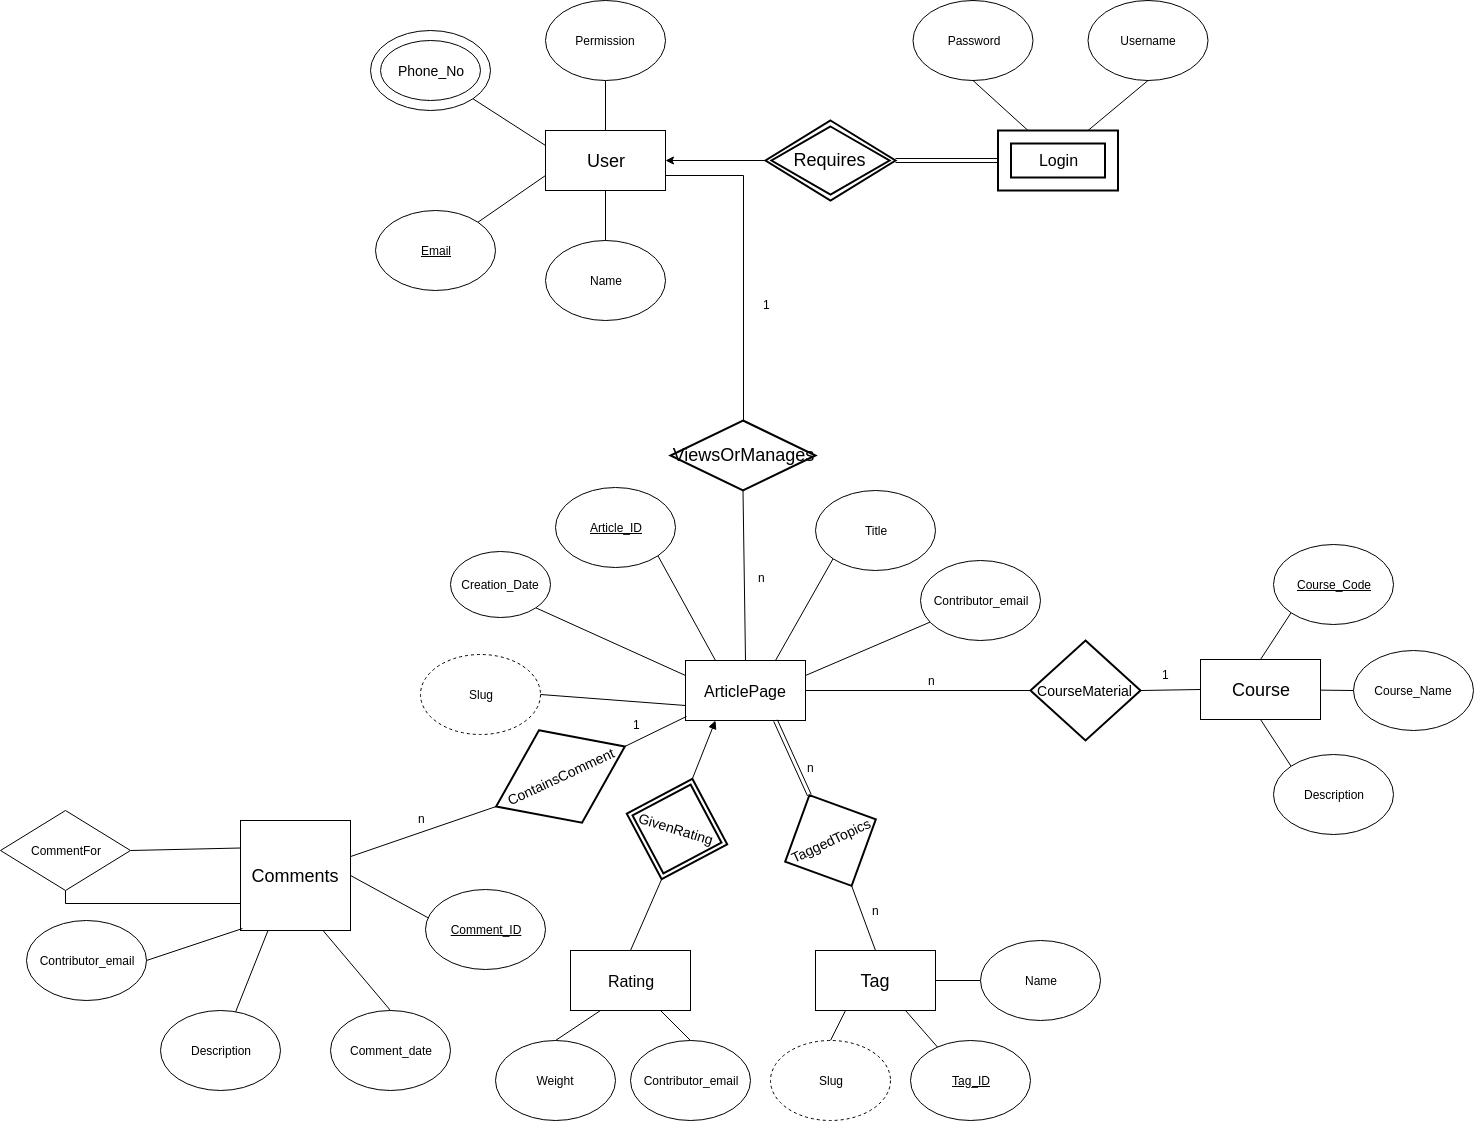 Permission
Password
Username
Phone_No
User
Requires
Login
Email
Name
1
ViewsOrManages
Article_ID
Title
Creation_Date
n
Contributor_email
Course_Code
Slug
ArticlePage
n
CourseMaterial
1
Course
Course_Name
1
ContainsComment
n
Description
n
GivenRating
TaggedTopics
CommentFor
Comments
n
Comment_ID
Contributor_email
Rating
Tag
Name
Description
Comment_date
Weight
Contributor_email
Slug
Tag_ID